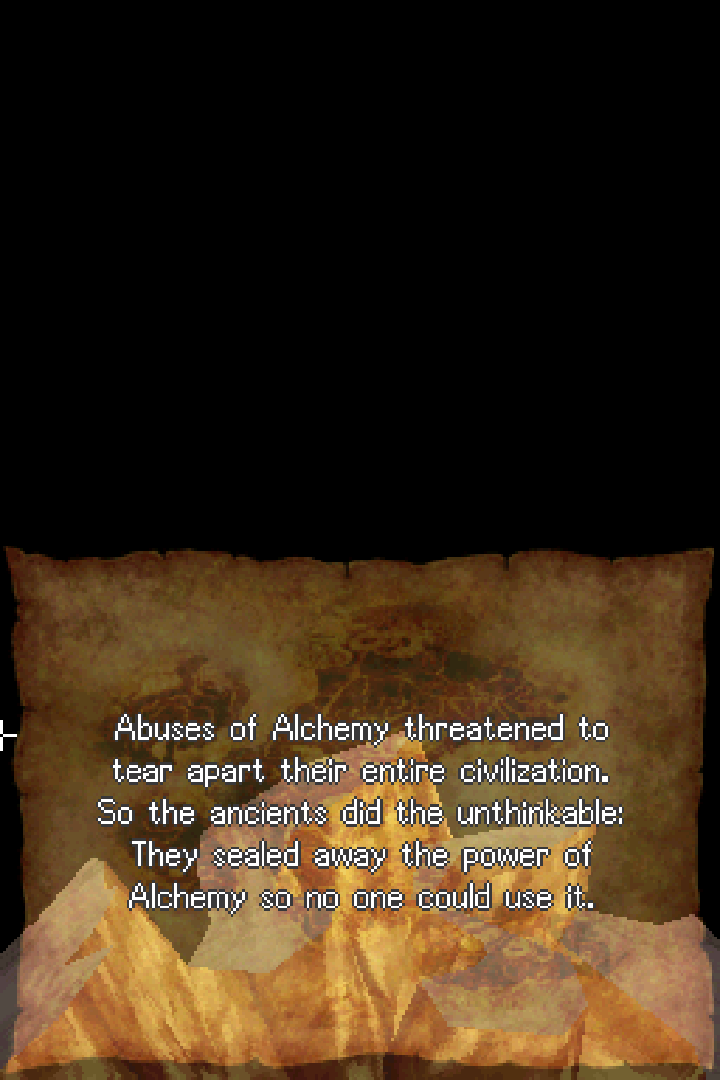 Abuses of Alchemy threatened to
tear apart their entire civilization.
So the ancients did the unthinkable:
They sealed away the power of
Alchemy so no one could use it.